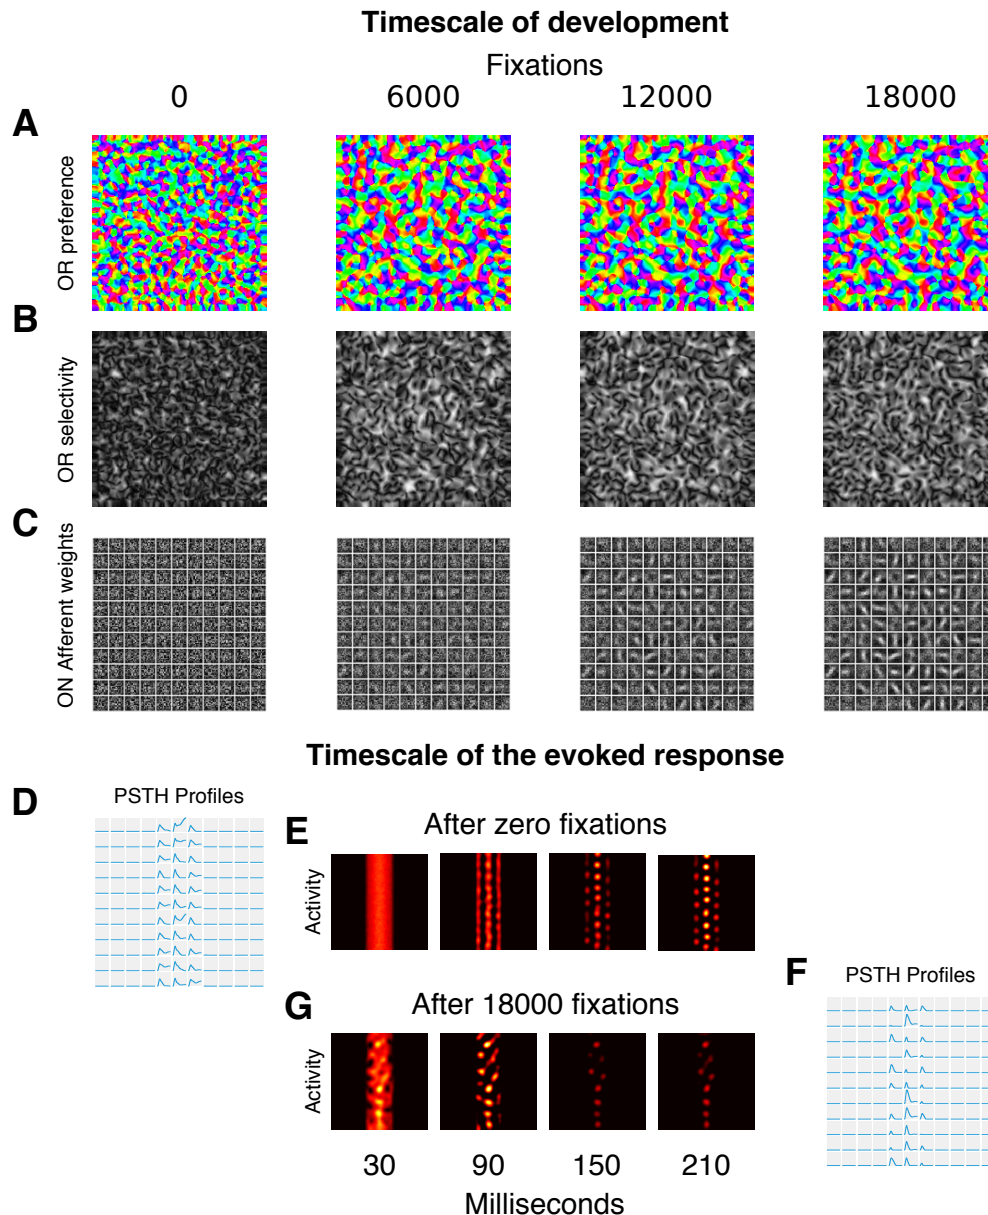 Timescale of development
Fixations
0 6000 12000 18000
A
OR preference
B
OR selectivity
C
ON Afferent weights
Timescale of the evoked response
D
PSTH Profiles
E
After zero fixations
Activity
F
PSTH Profiles
G
After 18000 fixations
Activity
30 90 150 210
Milliseconds